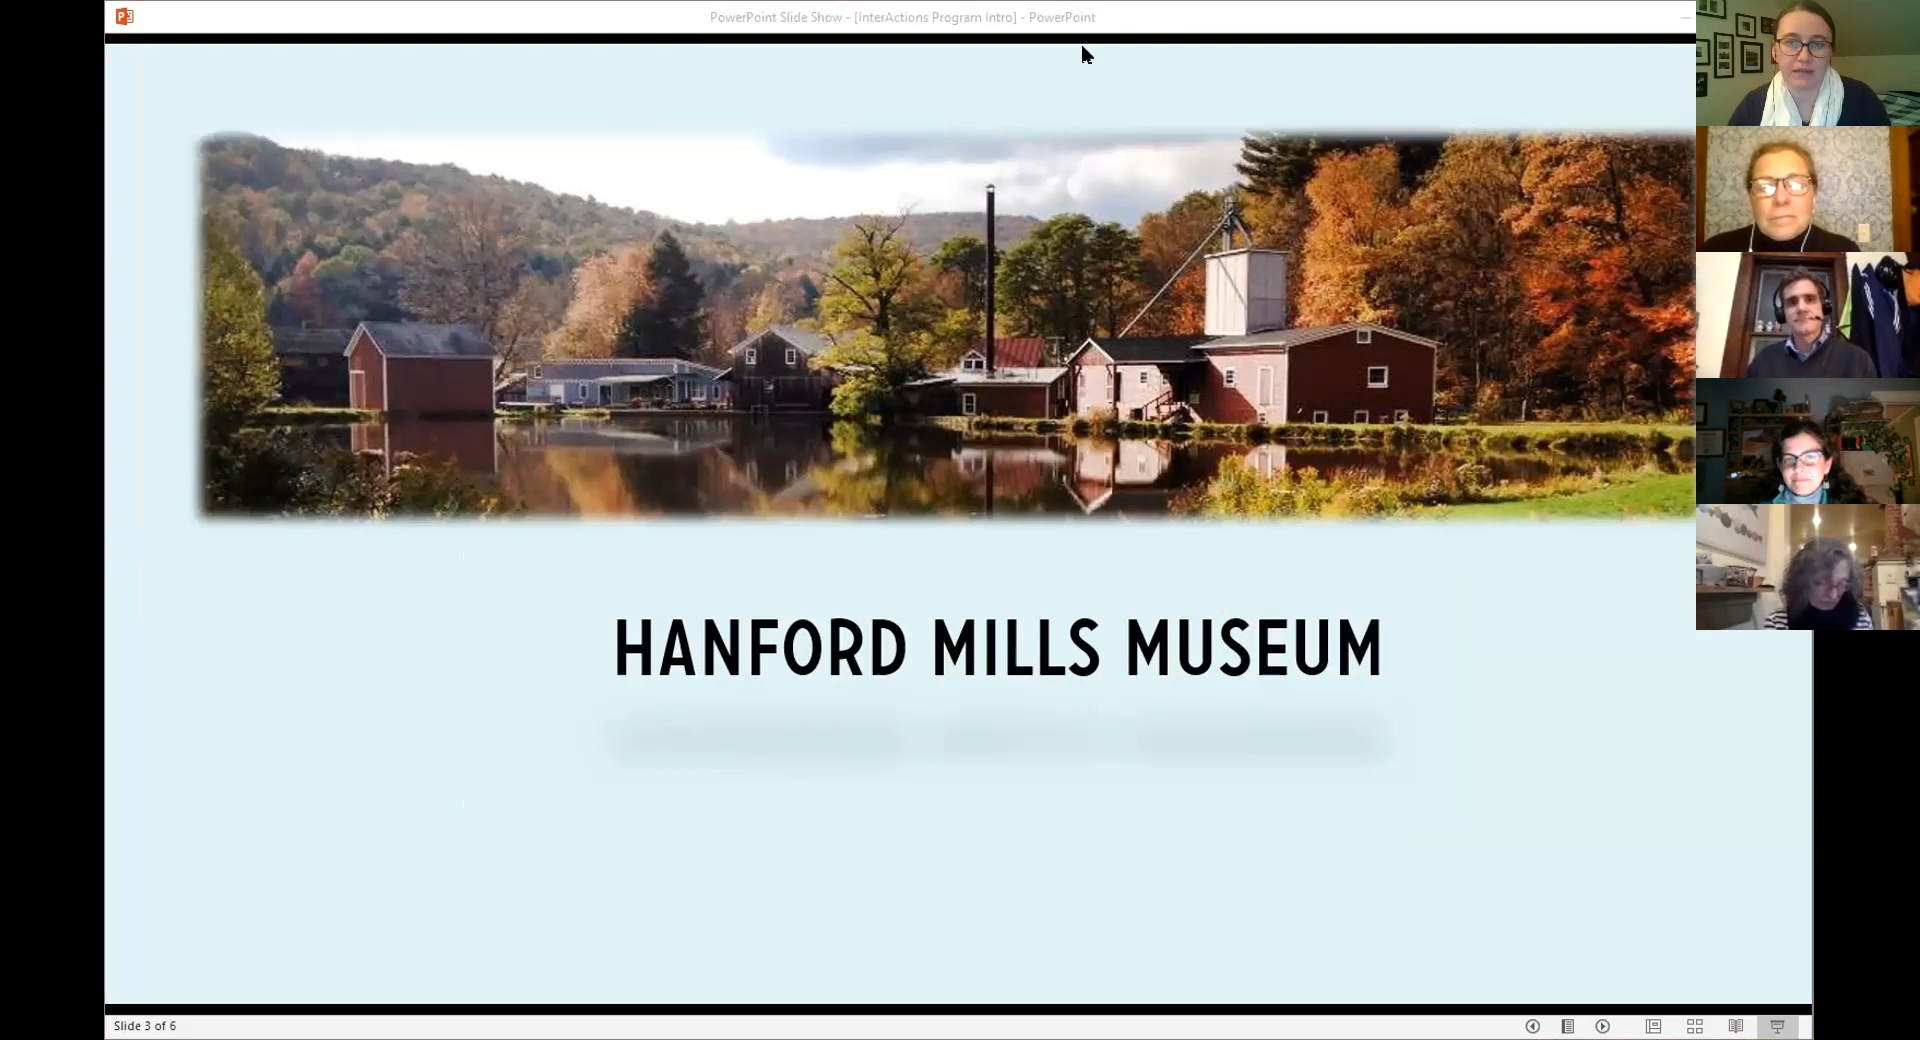 PowerPoint Slide Show - [InterActions Program Intro] - PowerPoint
HANFORD MILLS MUSEUM
Slide 3 of 6